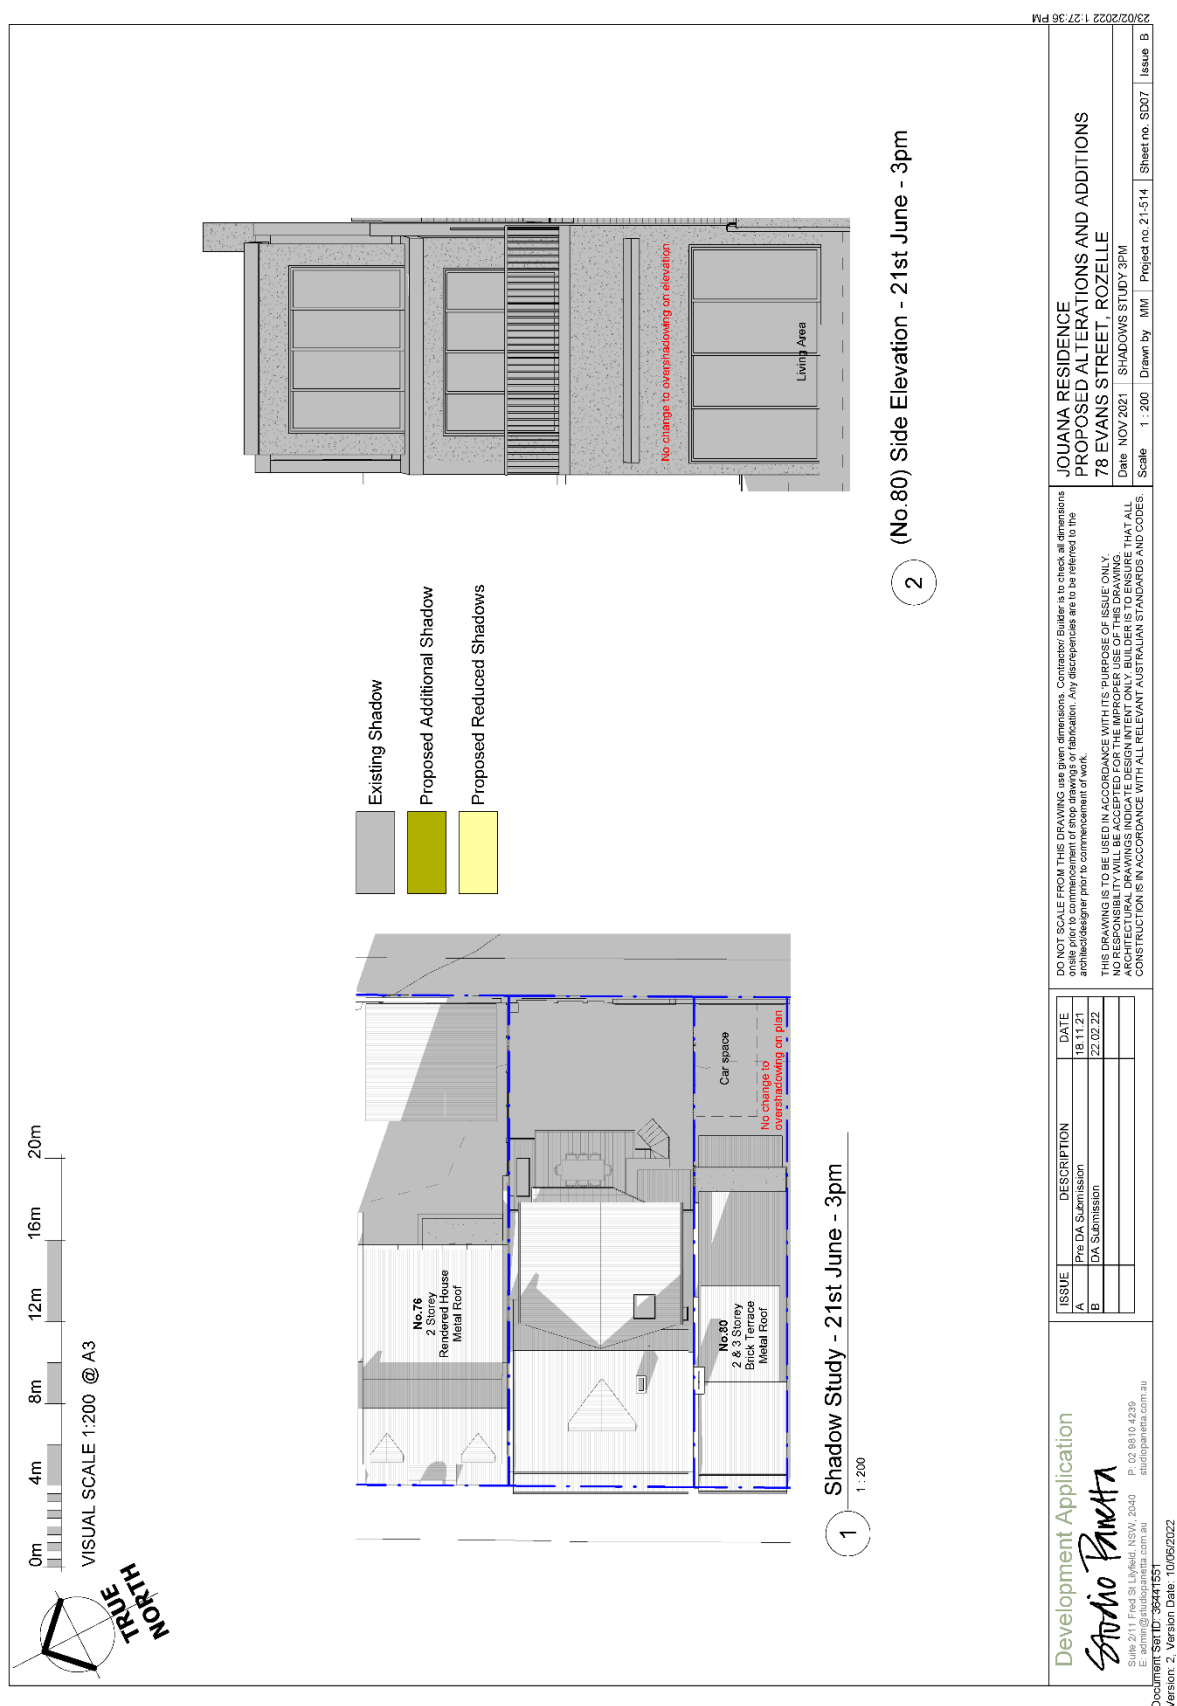 0m 4m 8m 12m 16m 20m
VISUAL SCALE 1:200 @ A3
TRUE
NORTH
No.76
2 Storey
Rendered House
Metal Roof
No.80
2 & 3 Storey
Brick Terrace
Metal Roof
Car space
No change to
overshadowing on plan
1
Shadow Study - 21st June - 3pm
1 : 200
Existing Shadow
Proposed Additional Shadow
Proposed Reduced Shadows
No change to overshadowing on elevation
Living Area
2
(No.80) Side Elevation - 21st June - 3pm
Development Application
Studio Panetta
Suite 2/11 Fred St Lilyfield, NSW, 2040 P: 02 9810 4239
E: admin@studiopanetta.com.au studiopanetta.com.au
ISSUE DESCRIPTION DATE
A Pre DA Submission 18.11.21
B DA Submission 22.02.22
DO NOT SCALE FROM THIS DRAWING use given dimensions. Contractor/ Builder is to check all dimensions
onsite prior to commencement of shop drawings or fabrication. Any discrepencies are to be referred to the
architect/designer prior to commencement of work.
THIS DRAWING IS TO BE USED IN ACCORDANCE WITH ITS 'PURPOSE OF ISSUE' ONLY.
NO RESPONSIBILITY WILL BE ACCEPTED FOR THE IMPROPER USE OF THIS DRAWING.
ARCHITECTURAL DRAWINGS INDICATE DESIGN INTENT ONLY. BUILDER IS TO ENSURE THAT ALL
CONSTRUCTION IS IN ACCORDANCE WITH ALL RELEVANT AUSTRALIAN STANDARDS AND CODES.
JOUANA RESIDENCE
PROPOSED ALTERATIONS AND ADDITIONS
78 EVANS STREET, ROZELLE
Date NOV 2021 SHADOWS STUDY 3PM
Scale 1 : 200 Drawn by MM Project no. 21-514 Sheet no. SD07 Issue B
23/02/2022 1:27:36 PM
Document Set ID: 36441551
Version: 2, Version Date: 10/06/2022